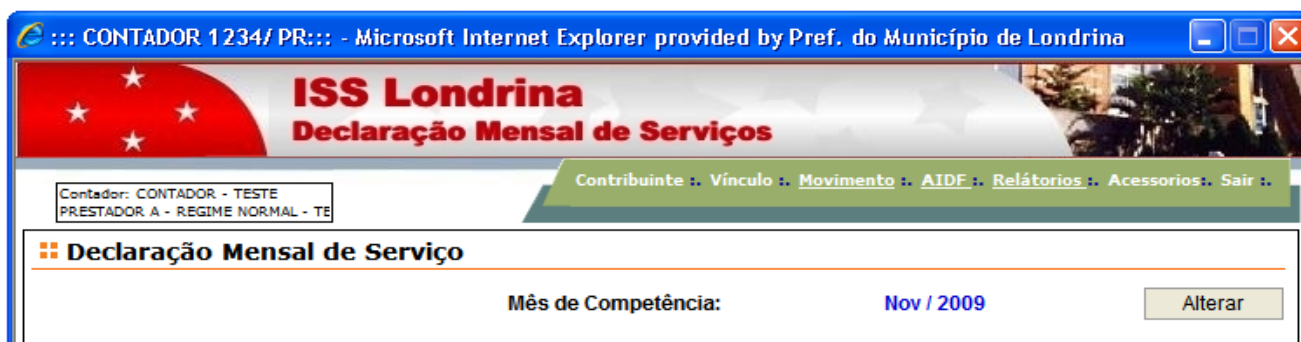 ::: CONTADOR 1234/ PR::: - Microsoft Internet Explorer provided by Pref. do Município de Londrina
ISS Londrina
Declaração Mensal de Serviços
Contribuinte :. Vínculo :. Movimento :. AIDF :. Relátorios :. Acessorios:. Sair :.
Contador: CONTADOR - TESTE
PRESTADOR A - REGIME NORMAL - TE
Declaração Mensal de Serviço
Mês de Competência: Nov / 2009 Alterar